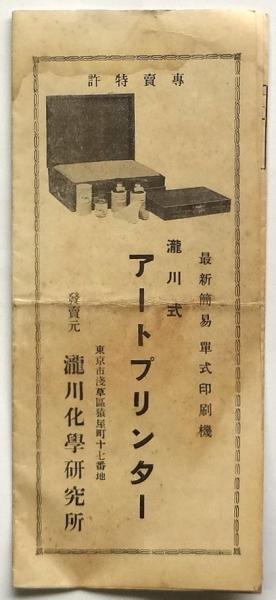 專賣特許
最新簡易 單式印刷機
瀧川式
アートプリンター
東京市淺草區猿屋町十七番地
發賣元
瀧川化學研究所